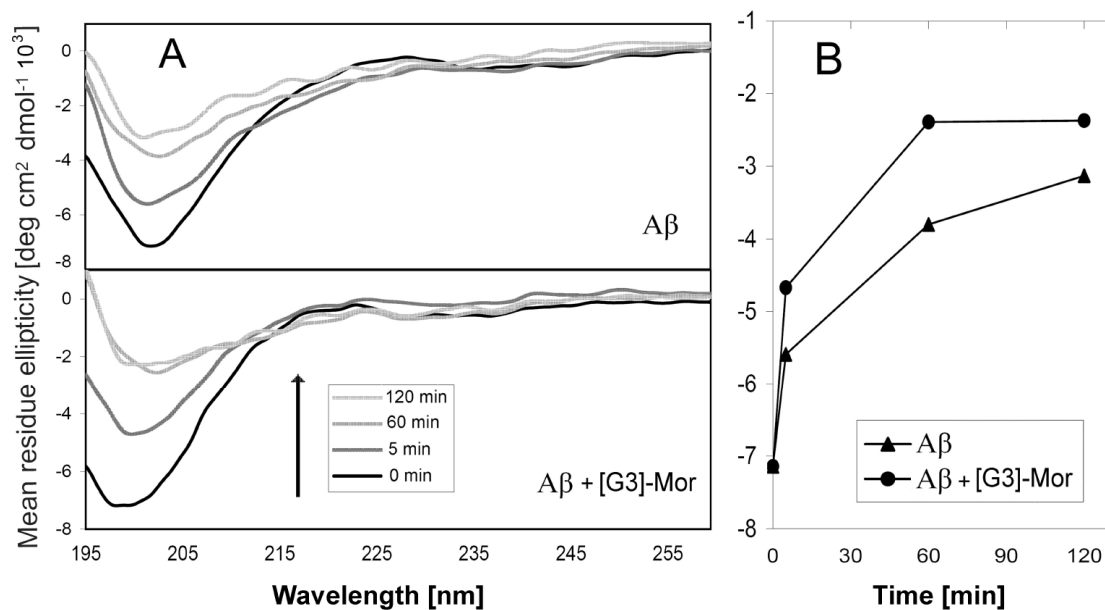 Mean residue ellipticity [deg cm² dmol⁻¹ 10³]
A
0
-2
-4
-6
-8
Aβ
0
-2
-4
-6
-8
120 min
60 min
5 min
0 min
Aβ + [G3]-Mor
195 205 215 225 235 245 255
Wavelength [nm]
B
-1
-2
-3
-4
-5
-6
-7
-8
Aβ
Aβ + [G3]-Mor
0 30 60 90 120
Time [min]